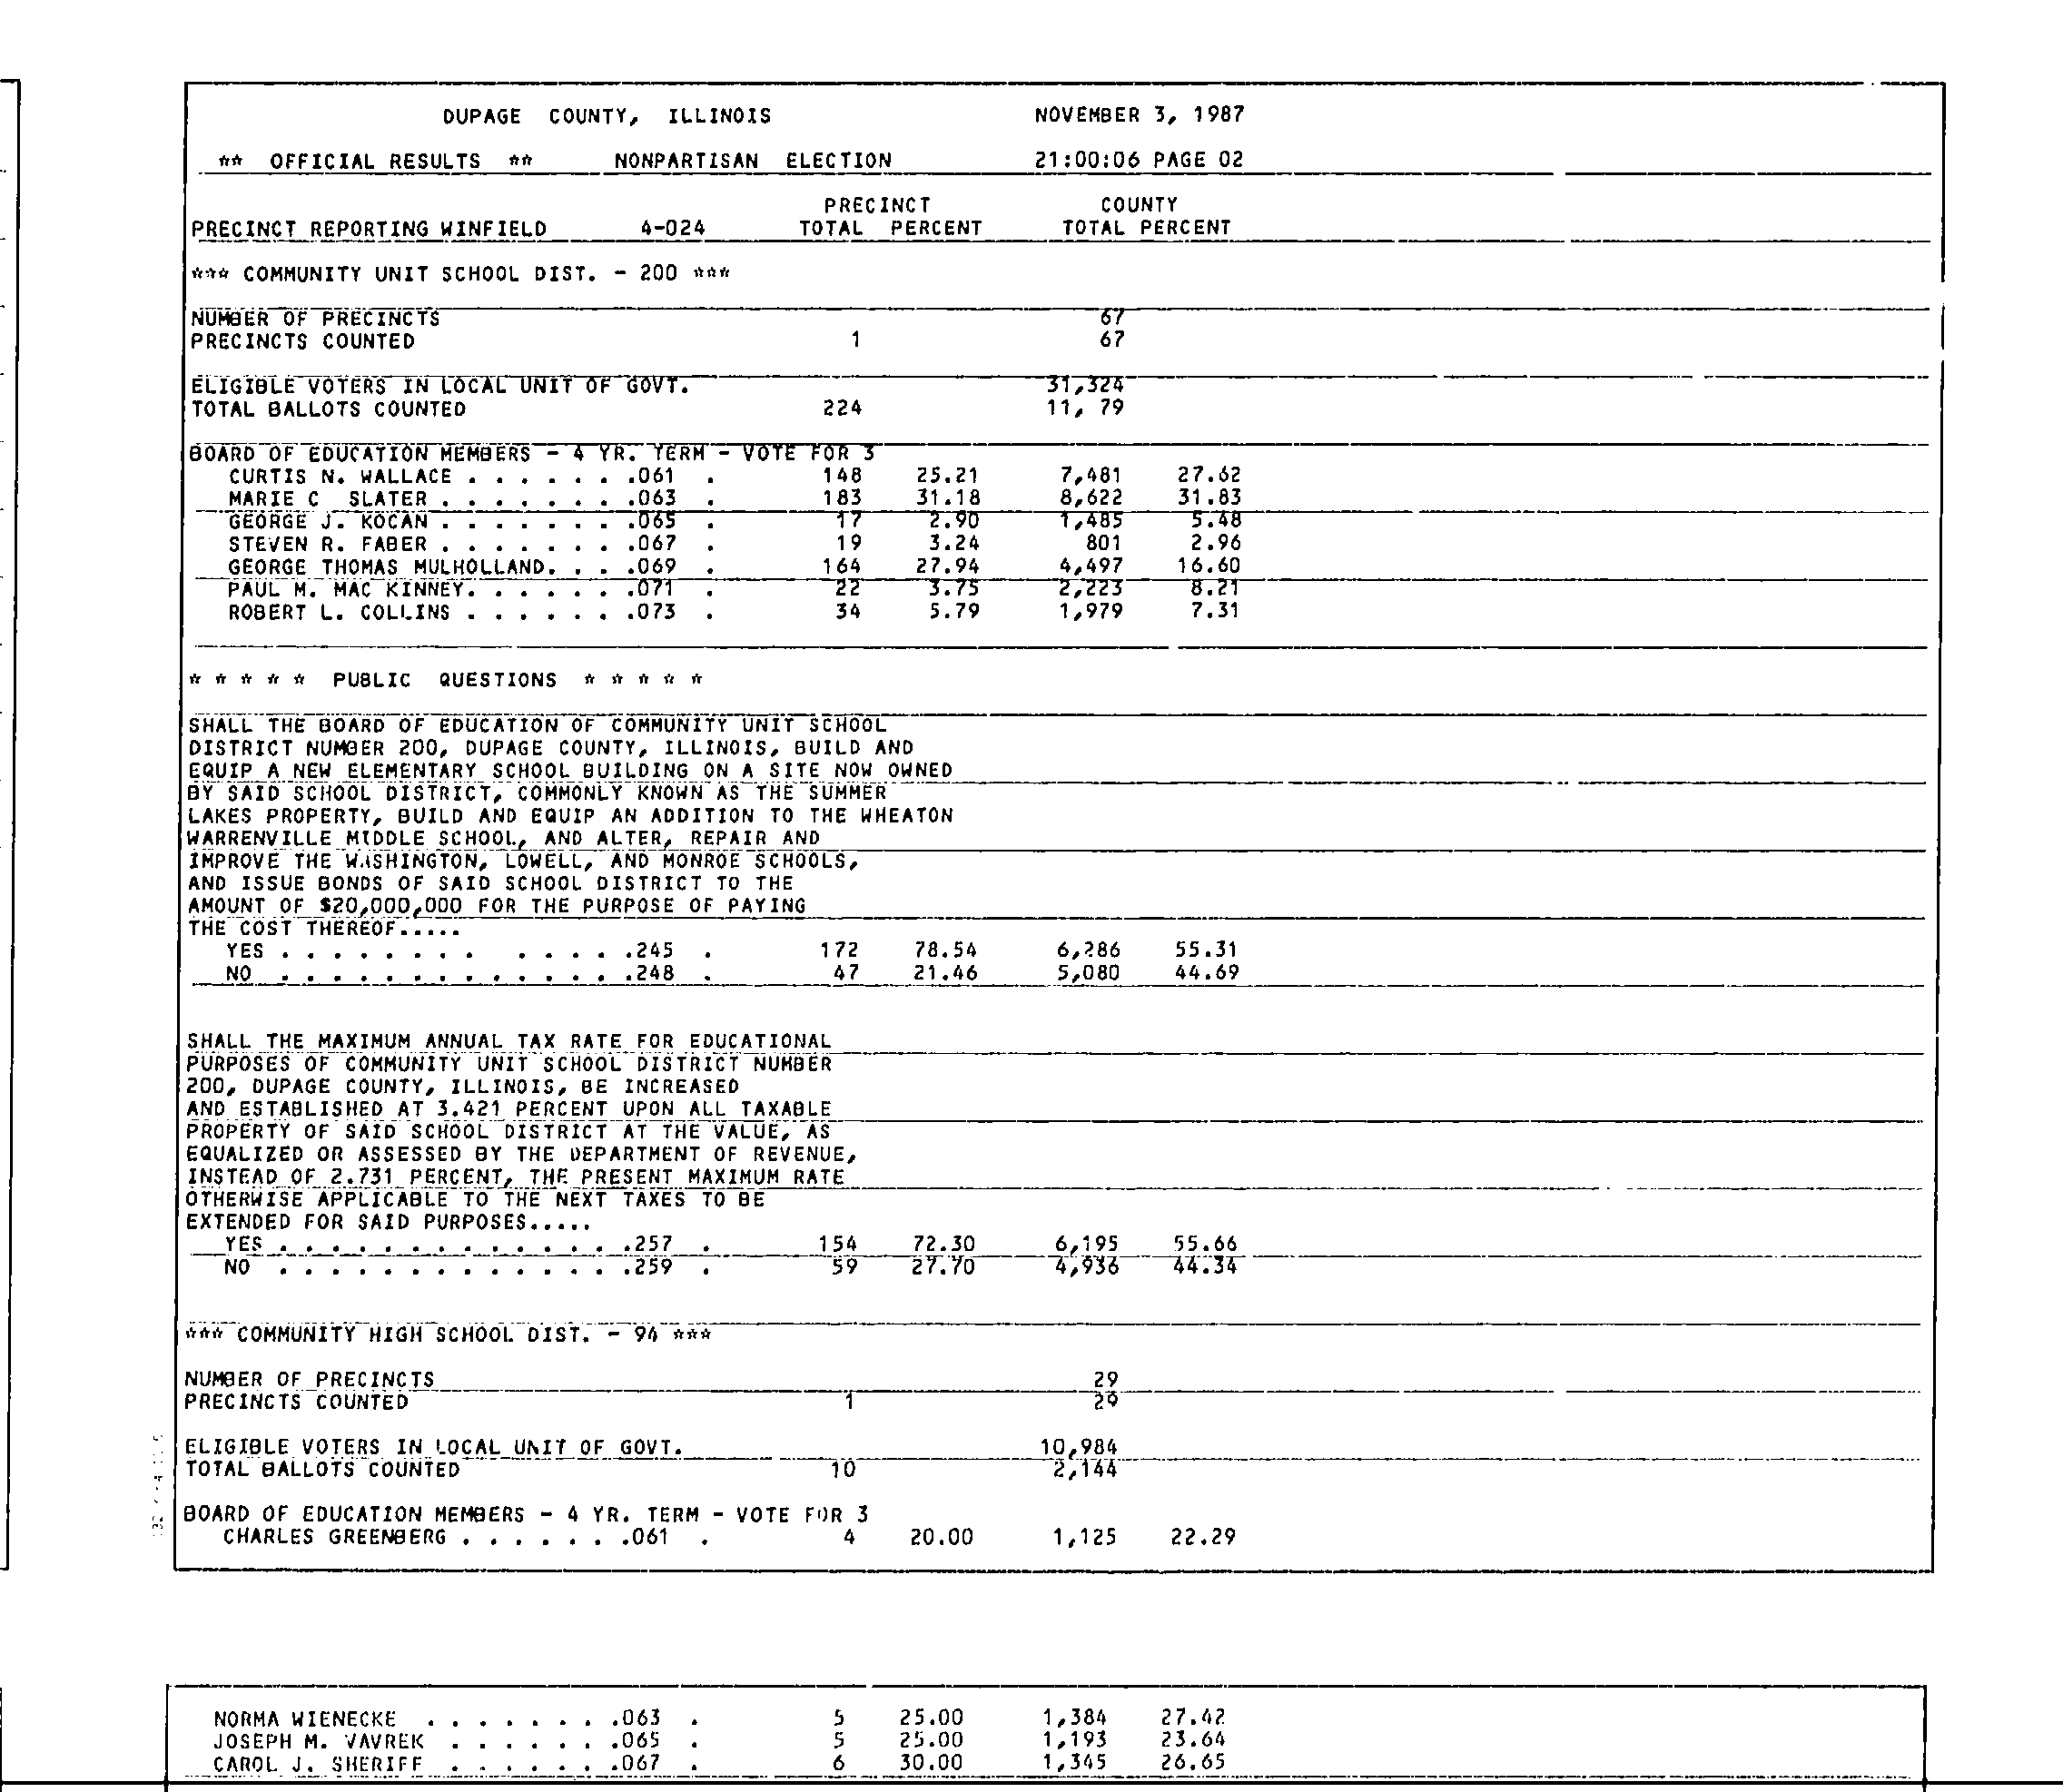 DUPAGE COUNTY, ILLINOIS NOVEMBER 3, 1987
** OFFICIAL RESULTS ** NONPARTISAN ELECTION 21:00:06 PAGE 02
PRECINCT COUNTY
PRECINCT REPORTING WINFIELD 4-024 TOTAL PERCENT TOTAL PERCENT
*** COMMUNITY UNIT SCHOOL DIST. - 200 ***
NUMBER OF PRECINCTS 67
PRECINCTS COUNTED 1 67
ELIGIBLE VOTERS IN LOCAL UNIT OF GOVT. 31,324
TOTAL BALLOTS COUNTED 224 11, 79
BOARD OF EDUCATION MEMBERS - 4 YR. TERM - VOTE FOR 3
CURTIS N. WALLACE . . . . . . .061 . 148 25.21 7,481 27.62
MARIE C SLATER . . . . . . . .063 . 183 31.18 8,622 31.83
GEORGE J. KOCAN . . . . . . . .065 . 17 2.90 1,485 5.48
STEVEN R. FABER . . . . . . . .067 . 19 3.24 801 2.96
GEORGE THOMAS MULHOLLAND. . . .069 . 164 27.94 4,497 16.60
PAUL M. MAC KINNEY. . . . . . .071 . 22 3.75 2,223 8.21
ROBERT L. COLLINS . . . . . . .073 . 34 5.79 1,979 7.31
* * * * * PUBLIC QUESTIONS * * * * *
SHALL THE BOARD OF EDUCATION OF COMMUNITY UNIT SCHOOL
DISTRICT NUMBER 200, DUPAGE COUNTY, ILLINOIS, BUILD AND
EQUIP A NEW ELEMENTARY SCHOOL BUILDING ON A SITE NOW OWNED
BY SAID SCHOOL DISTRICT, COMMONLY KNOWN AS THE SUMMER
LAKES PROPERTY, BUILD AND EQUIP AN ADDITION TO THE WHEATON
WARRENVILLE MIDDLE SCHOOL, AND ALTER, REPAIR AND
IMPROVE THE WASHINGTON, LOWELL, AND MONROE SCHOOLS,
AND ISSUE BONDS OF SAID SCHOOL DISTRICT TO THE
AMOUNT OF $20,000,000 FOR THE PURPOSE OF PAYING
THE COST THEREOF.....
YES . . . . . . . . . . . . .245 . 172 78.54 6,286 55.31
NO . . . . . . . . . . . . . .248 . 47 21.46 5,080 44.69
SHALL THE MAXIMUM ANNUAL TAX RATE FOR EDUCATIONAL
PURPOSES OF COMMUNITY UNIT SCHOOL DISTRICT NUMBER
200, DUPAGE COUNTY, ILLINOIS, BE INCREASED
AND ESTABLISHED AT 3.421 PERCENT UPON ALL TAXABLE
PROPERTY OF SAID SCHOOL DISTRICT AT THE VALUE, AS
EQUALIZED OR ASSESSED BY THE DEPARTMENT OF REVENUE,
INSTEAD OF 2.731 PERCENT, THE PRESENT MAXIMUM RATE
OTHERWISE APPLICABLE TO THE NEXT TAXES TO BE
EXTENDED FOR SAID PURPOSES.....
YES . . . . . . . . . . . . . .257 . 154 72.30 6,195 55.66
NO . . . . . . . . . . . . . .259 . 59 27.70 4,936 44.34
*** COMMUNITY HIGH SCHOOL DIST. - 94 ***
NUMBER OF PRECINCTS 29
PRECINCTS COUNTED 1 29
ELIGIBLE VOTERS IN LOCAL UNIT OF GOVT. 10,984
TOTAL BALLOTS COUNTED 10 2,144
BOARD OF EDUCATION MEMBERS - 4 YR. TERM - VOTE FOR 3
CHARLES GREENBERG . . . . . . .061 . 4 20.00 1,125 22.29
NORMA WIENECKE . . . . . . . .063 . 5 25.00 1,384 27.42
JOSEPH M. VAVREK . . . . . . .065 . 5 25.00 1,193 23.64
CAROL J. SHERIFF . . . . . . .067 . 6 30.00 1,345 26.65